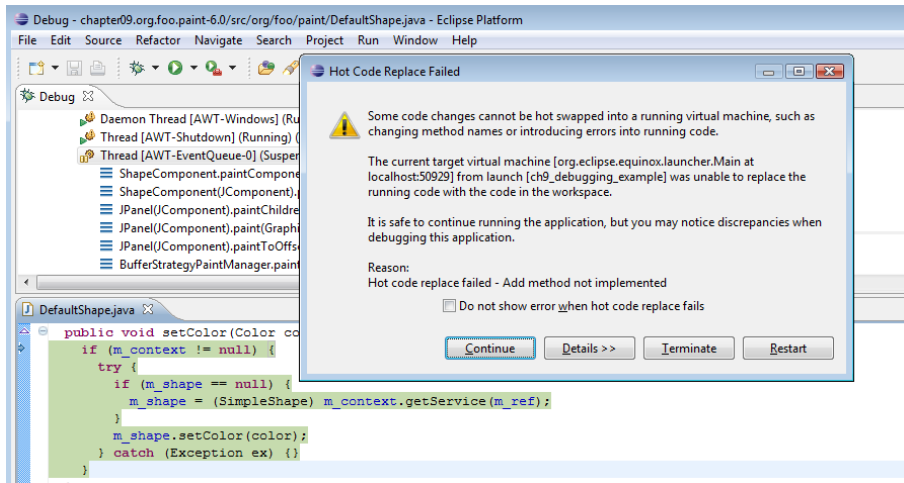 Debug - chapter09.org.foo.paint-6.0/src/org/foo/paint/DefaultShape.java - Eclipse Platform
File Edit Source Refactor Navigate Search Project Run Window Help
Debug
Daemon Thread [AWT-Windows] (Ru
Thread [AWT-Shutdown] (Running) (
Thread [AWT-EventQueue-0] (Susper
ShapeComponent.paintCompone
ShapeComponent(JComponent).p
JPanel(JComponent).paintChildre
JPanel(JComponent).paint(Graphi
JPanel(JComponent).paintToOffs
BufferStrategyPaintManager.paint
Hot Code Replace Failed
Some code changes cannot be hot swapped into a running virtual machine, such as
changing method names or introducing errors into running code.
The current target virtual machine [org.eclipse.equinox.launcher.Main at
localhost:50929] from launch [ch9_debugging_example] was unable to replace the
running code with the code in the workspace.
It is safe to continue running the application, but you may notice discrepancies when
debugging this application.
Reason:
Hot code replace failed - Add method not implemented
Do not show error when hot code replace fails
Continue Details >> Terminate Restart
DefaultShape.java
public void setColor(Color co
if (m_context != null) {
try {
if (m_shape == null) {
m_shape = (SimpleShape) m_context.getService(m_ref);
}
m_shape.setColor(color);
} catch (Exception ex) {}
}